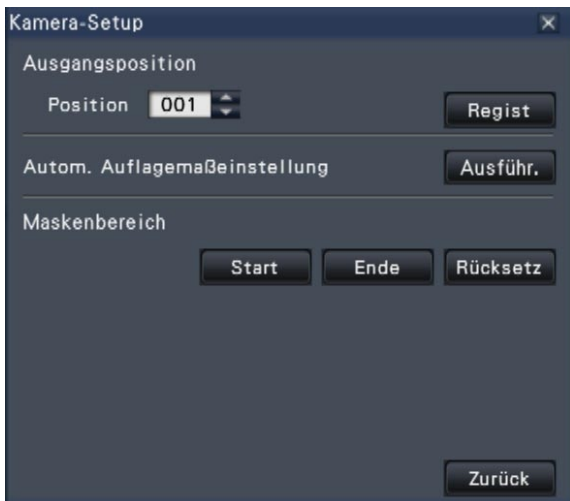 Kamera-Setup
Ausgangsposition
Position 001 Regist
Autom. Auflagemaßeinstellung Ausführ.
Maskenbereich
Start Ende Rücksetz
Zurück